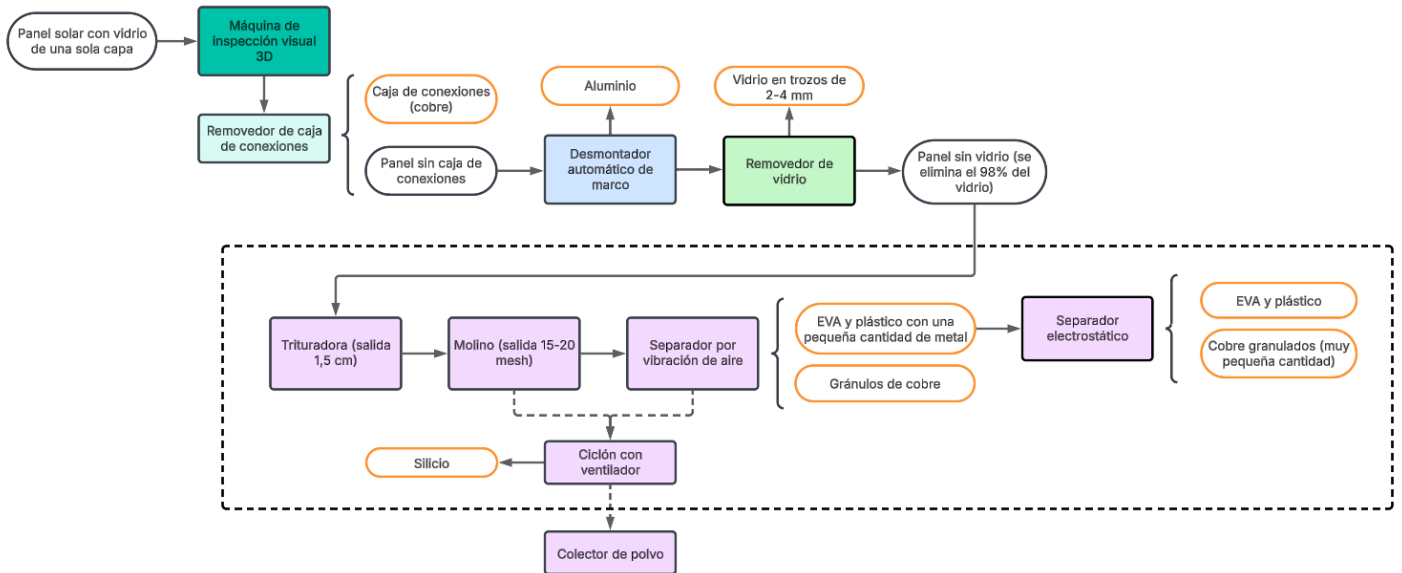 Panel solar con vidrio
de una sola capa
Máquina de
inspección visual
3D
Removedor de caja
de conexiones
Caja de conexiones
(cobre)
Panel sin caja de
conexiones
Aluminio
Desmontador
automático de
marco
Vidrio en trozos de
2-4 mm
Removedor de
vidrio
Panel sin vidrio (se
elimina el 98% del
vidrio)
Trituradora (salida
1,5 cm)
Molino (salida 15-20
mesh)
Separador por
vibración de aire
EVA y plástico con una
pequeña cantidad de metal
Gránulos de cobre
Separador
electrostático
EVA y plástico
Cobre granulados (muy
pequeña cantidad)
Silicio
Ciclón con
ventilador
Colector de polvo